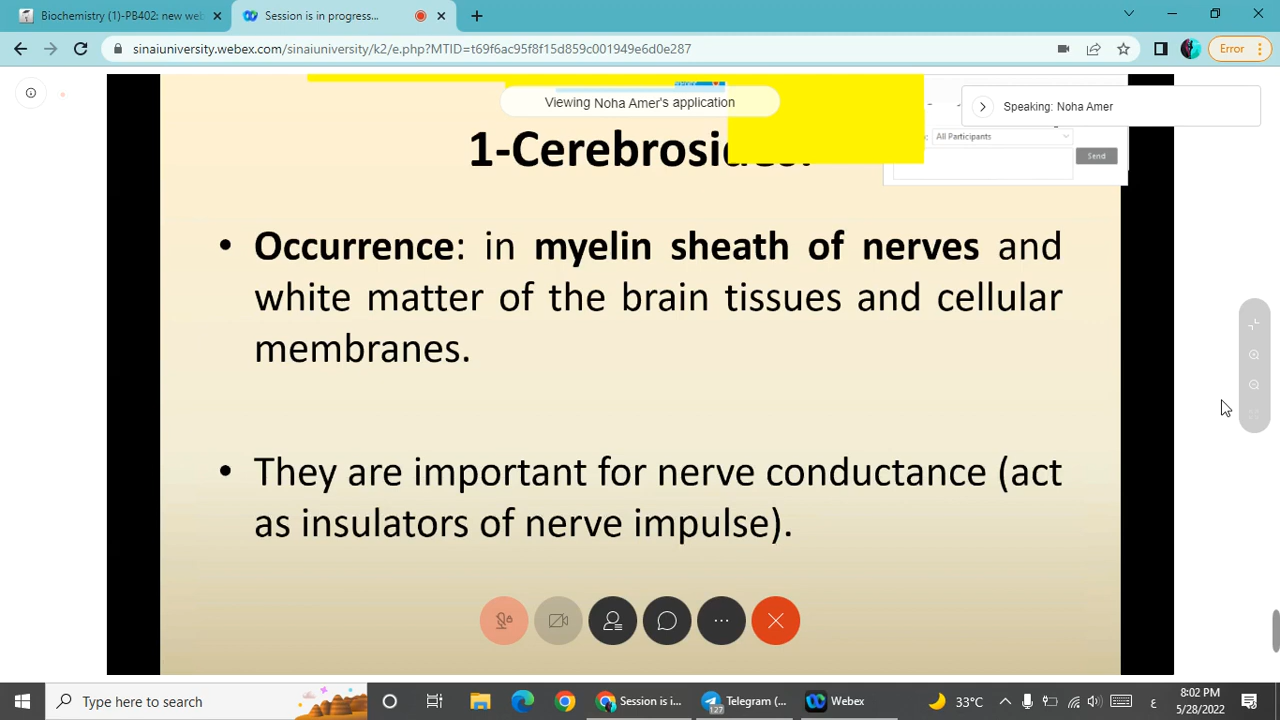 Biochemistry (1)-PB402: new web
Session is in progress...
sinaiuniversity.webex.com/sinaiuniversity/k2/e.php?MTID=t69f6ac95f8f15d859c001949e6d0e287
Error
Viewing Noha Amer's application
Speaking: Noha Amer
All Participants
Send
1-Cerebrosides:
• Occurrence: in myelin sheath of nerves and
white matter of the brain tissues and cellular
membranes.
• They are important for nerve conductance (act
as insulators of nerve impulse).
Type here to search
Session is i...
Telegram (...
127
Webex
33°C
ع
8:02 PM
5/28/2022